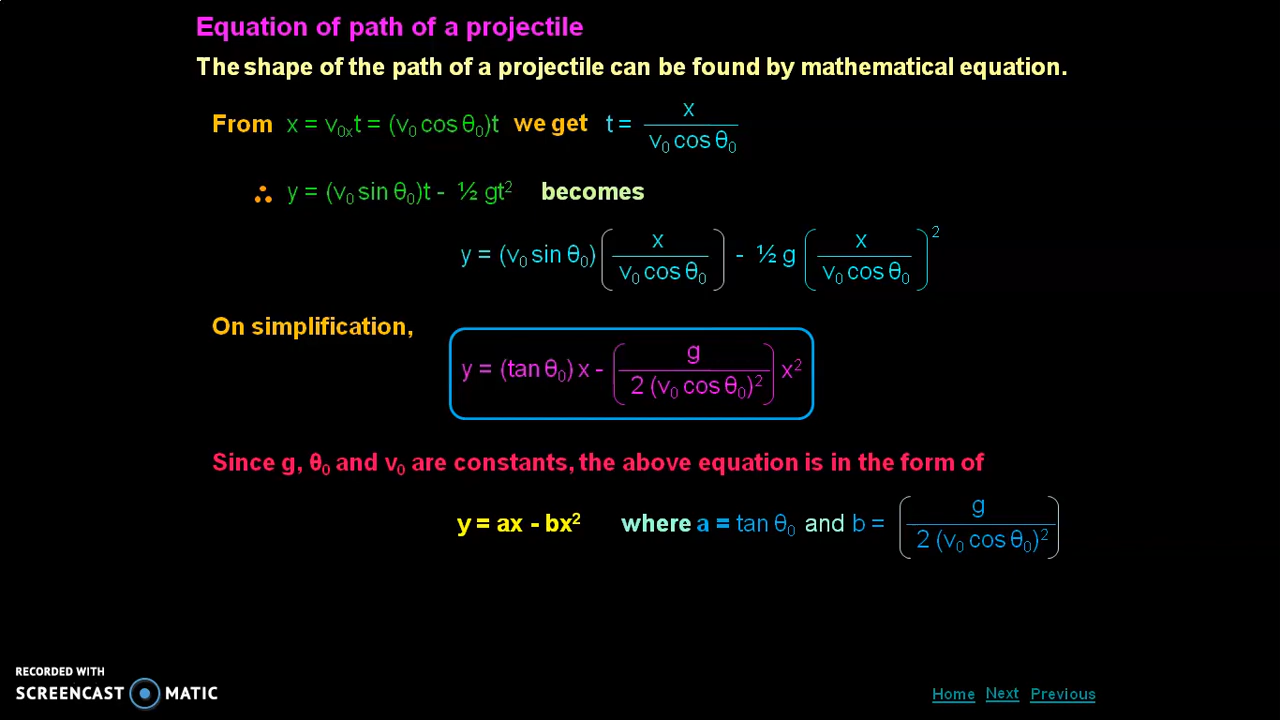 Equation of path of a projectile
The shape of the path of a projectile can be found by mathematical equation.
From x = v₀ₓt = (v₀ cos θ₀)t we get t = x / v₀ cos θ₀
∴ y = (v₀ sin θ₀)t - ½ gt² becomes
y = (v₀ sin θ₀) (x / v₀ cos θ₀) - ½ g (x / v₀ cos θ₀)²
On simplification,
y = (tan θ₀) x - (g / 2 (v₀ cos θ₀)²) x²
Since g, θ₀ and v₀ are constants, the above equation is in the form of
y = ax - bx² where a = tan θ₀ and b = (g / 2 (v₀ cos θ₀)²)
RECORDED WITH
SCREENCAST MATIC
Home Next Previous